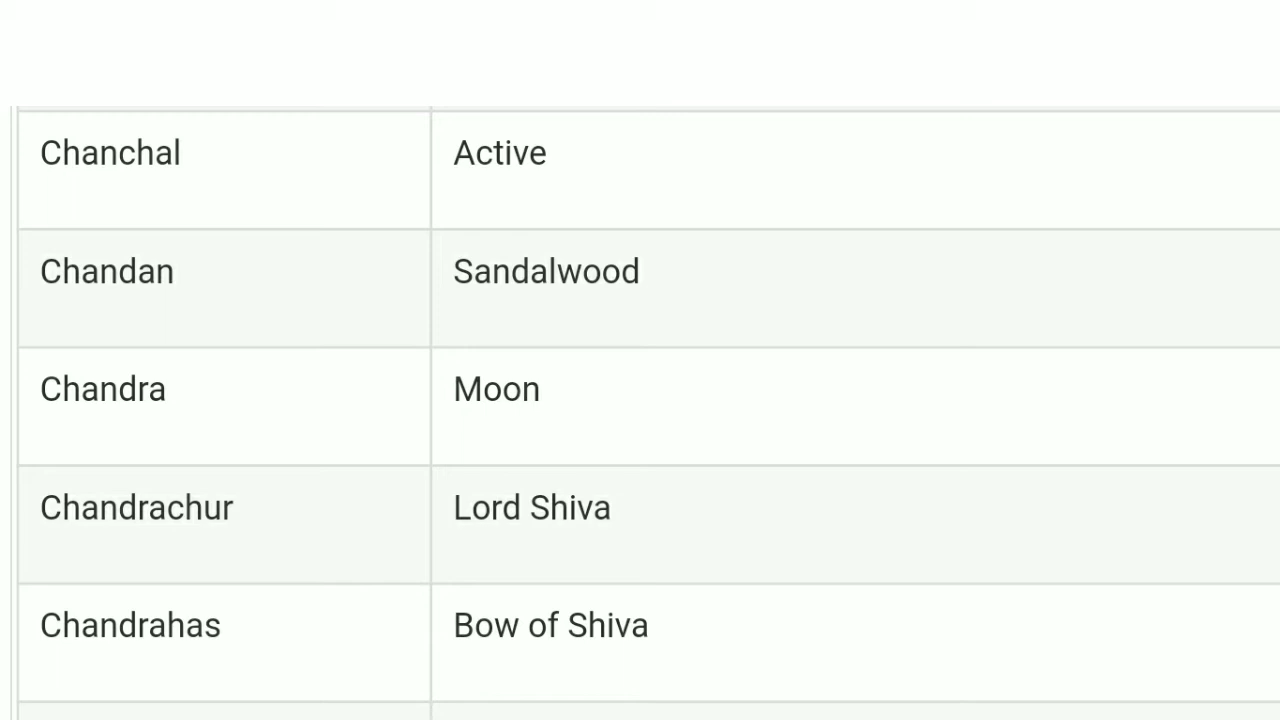 Chanchal Active
Chandan Sandalwood
Chandra Moon
Chandrachur Lord Shiva
Chandrahas Bow of Shiva